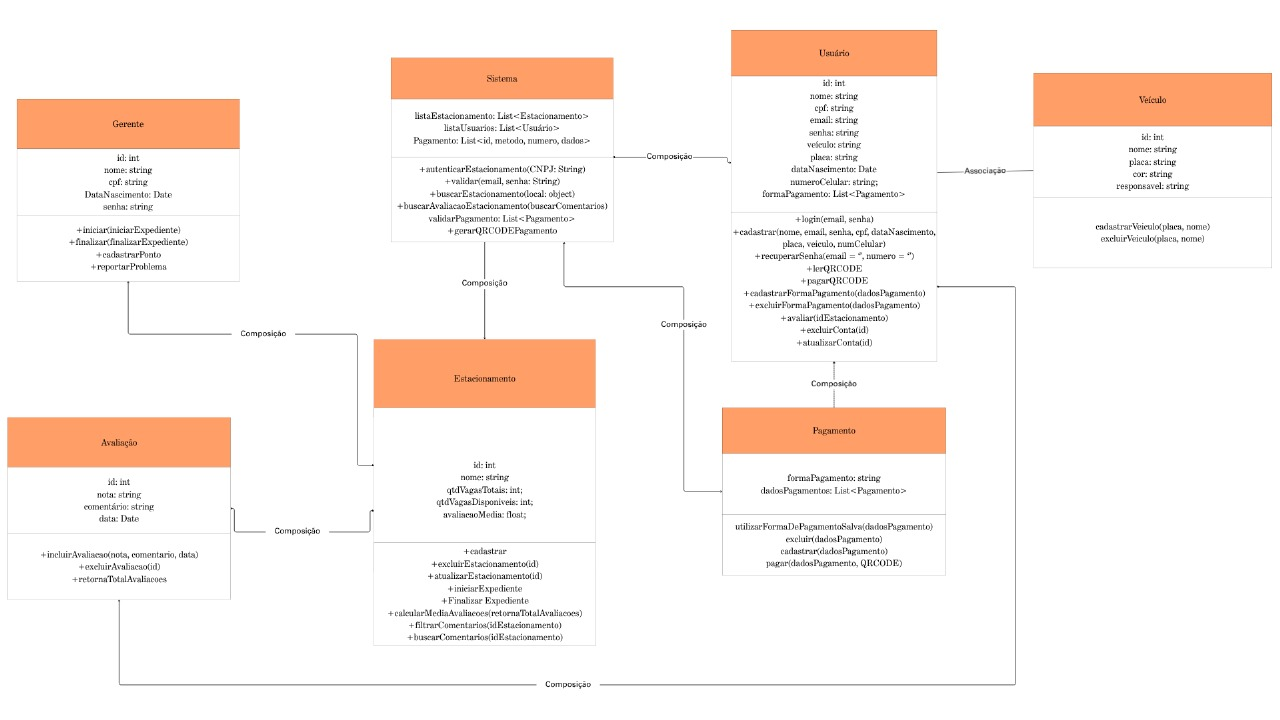 Gerente
id: int
nome: string
cpf: string
DataNascimento: Date
senha: string
+iniciar(iniciarExpediente)
+finalizar(finalizarExpediente)
+cadastrarPonto
+reportarProblema
Sistema
listaEstacionamento: List<Estacionamento>
listaUsuarios: List<Usuário>
Pagamento: List<id, metodo, numero, dados>
+autenticarEstacionamento(CNPJ: String)
+validar(email, senha: String)
+buscarEstacionamento(local: object)
+buscarAvaliacaoEstacionamento(buscarComentarios)
validarPagamento: List<Pagamento>
+gerarQRCODEPagamento
Composição
Usuário
id: int
nome: string
cpf: string
email: string
senha: string
veículo: string
placa: string
dataNascimento: Date
numeroCelular: string;
formaPagamento: List<Pagamento>
+login(email, senha)
+cadastrar(nome, email, senha, cpf, dataNascimento,
placa, veiculo, numCelular)
+recuperarSenha(email = ‘’, numero = ‘’)
+lerQRCODE
+pagarQRCODE
+cadastrarFormaPagamento(dadosPagamento)
+excluirFormaPagamento(dadosPagamento)
+avaliar(idEstacionamento)
+excluirConta(id)
+atualizarConta(id)
Associação
Veículo
id: int
nome: string
placa: string
cor: string
responsavel: string
cadastrarVeiculo(placa, nome)
excluirVeiculo(placa, nome)
Composição
Composição
Composição
Composição
Estacionamento
id: int
nome: string
qtdVagasTotais: int;
qtdVagasDisponiveis: int;
avaliacaoMedia: float;
+cadastrar
+excluirEstacionamento(id)
+atualizarEstacionamento(id)
+iniciarExpediente
+Finalizar Expediente
+calcularMediaAvaliacoes(retornaTotalAvaliacoes)
+filtrarComentarios(idEstacionamento)
+buscarComentarios(idEstacionamento)
Pagamento
formaPagamento: string
dadosPagamentos: List<Pagamento>
utilizarFormaDePagamentoSalva(dadosPagamento)
excluir(dadosPagamento)
cadastrar(dadosPagamento)
pagar(dadosPagamento, QRCODE)
Avaliação
id: int
nota: string
comentário: string
data: Date
+incluirAvaliacao(nota, comentario, data)
+excluirAvaliacao(id)
+retornaTotalAvaliacoes
Composição
Composição